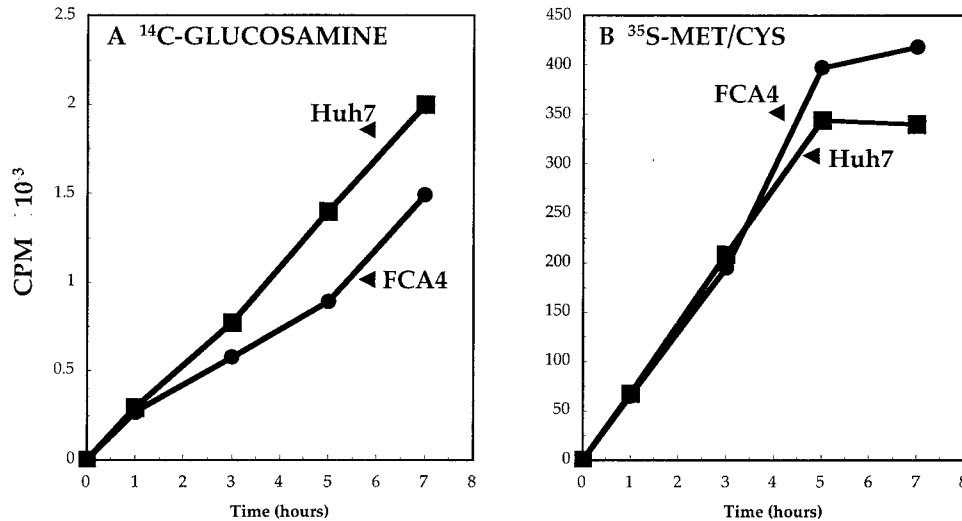 A ¹⁴C-GLUCOSAMINE
2.5
2
1.5
1
0.5
0
CPM 10⁻³
Huh7
FCA4
0 1 2 3 4 5 6 7 8
Time (hours)
B ³⁵S-MET/CYS
450
400
350
300
250
200
150
100
50
0
FCA4
Huh7
0 1 2 3 4 5 6 7 8
Time (hours)